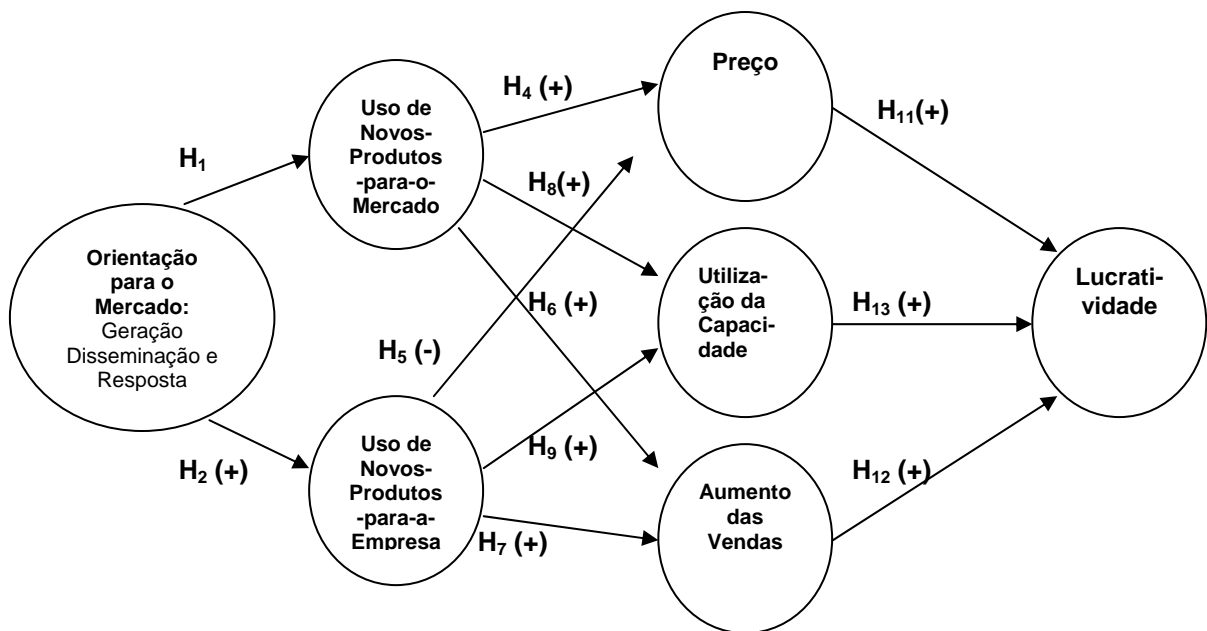 Orientação
para o
Mercado:
Geração
Disseminação e
Resposta
H₁
H₂ (+)
Uso de
Novos-
Produtos
-para-o-
Mercado
Uso de
Novos-
Produtos
-para-a-
Empresa
H₄ (+)
H₈(+)
H₆ (+)
H₅ (-)
H₉ (+)
H₇ (+)
Preço
Utiliza-
ção da
Capaci-
dade
Aumento
das
Vendas
H₁₁(+)
H₁₃ (+)
H₁₂ (+)
Lucrati-
vidade